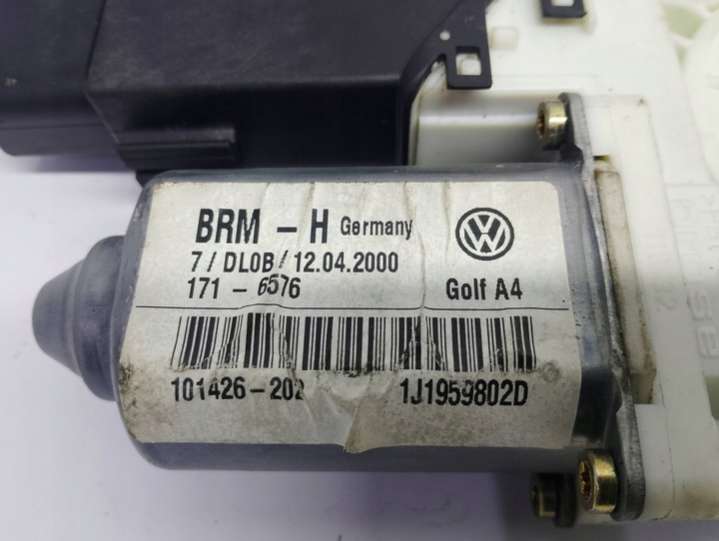 BRM - H Germany
7/DL0B/12.04.2000
171 - 6576 Golf A4
101426-202 1J1959802D